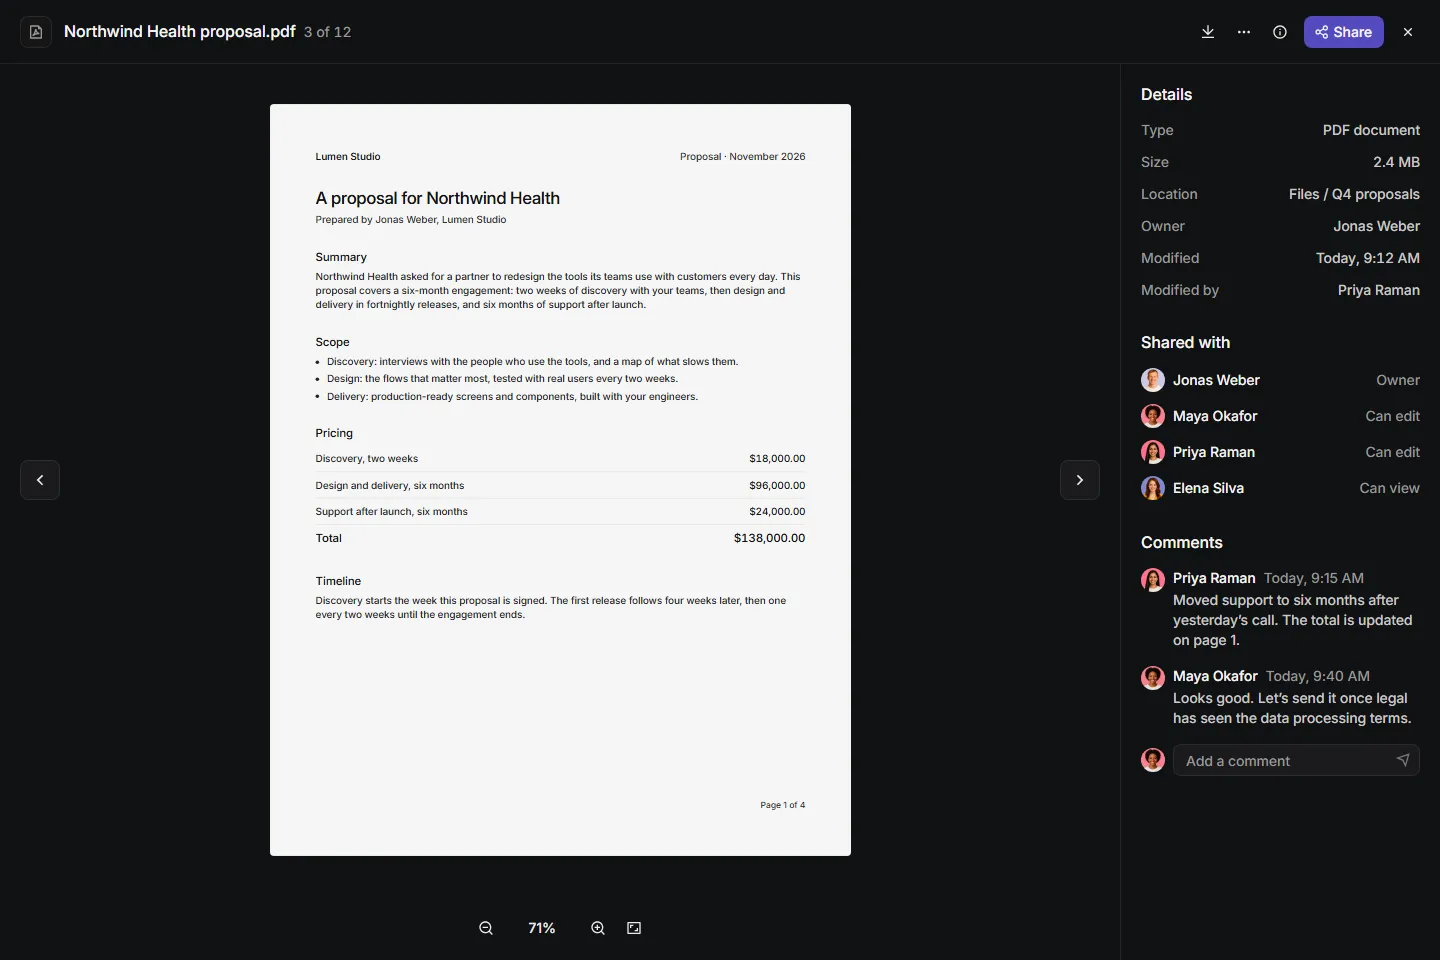 Northwind Health proposal.pdf 3 of 12
Share
Lumen Studio
Proposal · November 2026
A proposal for Northwind Health
Prepared by Jonas Weber, Lumen Studio
Summary
Northwind Health asked for a partner to redesign the tools its teams use with customers every day. This
proposal covers a six-month engagement: two weeks of discovery with your teams, then design and
delivery in fortnightly releases, and six months of support after launch.
Scope
• Discovery: interviews with the people who use the tools, and a map of what slows them.
• Design: the flows that matter most, tested with real users every two weeks.
• Delivery: production-ready screens and components, built with your engineers.
Pricing
Discovery, two weeks $18,000.00
Design and delivery, six months $96,000.00
Support after launch, six months $24,000.00
Total $138,000.00
Timeline
Discovery starts the week this proposal is signed. The first release follows four weeks later, then one
every two weeks until the engagement ends.
Page 1 of 4
71%
Details
Type PDF document
Size 2.4 MB
Location Files / Q4 proposals
Owner Jonas Weber
Modified Today, 9:12 AM
Modified by Priya Raman
Shared with
Jonas Weber Owner
Maya Okafor Can edit
Priya Raman Can edit
Elena Silva Can view
Comments
Priya Raman Today, 9:15 AM
Moved support to six months after
yesterday’s call. The total is updated
on page 1.
Maya Okafor Today, 9:40 AM
Looks good. Let’s send it once legal
has seen the data processing terms.
Add a comment